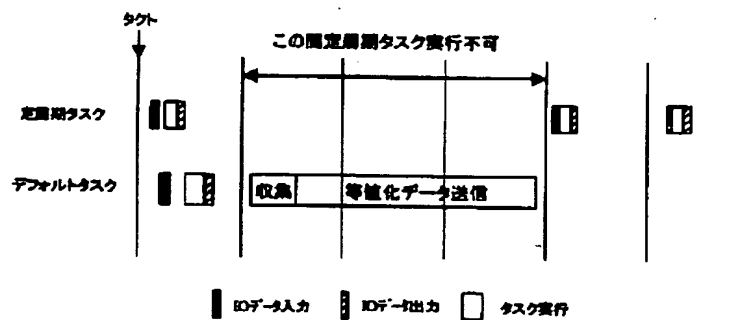 タクト
この間定周期タスク実行不可
定周期タスク
デフォルトタスク
収集
等値化データ送信
IOデータ入力
IOデータ出力
タスク実行